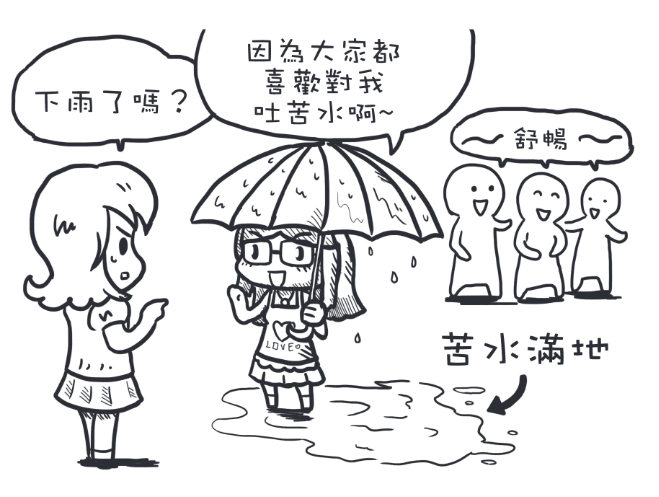 下雨了嗎？
因為大家都
喜歡對我
吐苦水啊~
舒暢
苦水滿地
LOVE